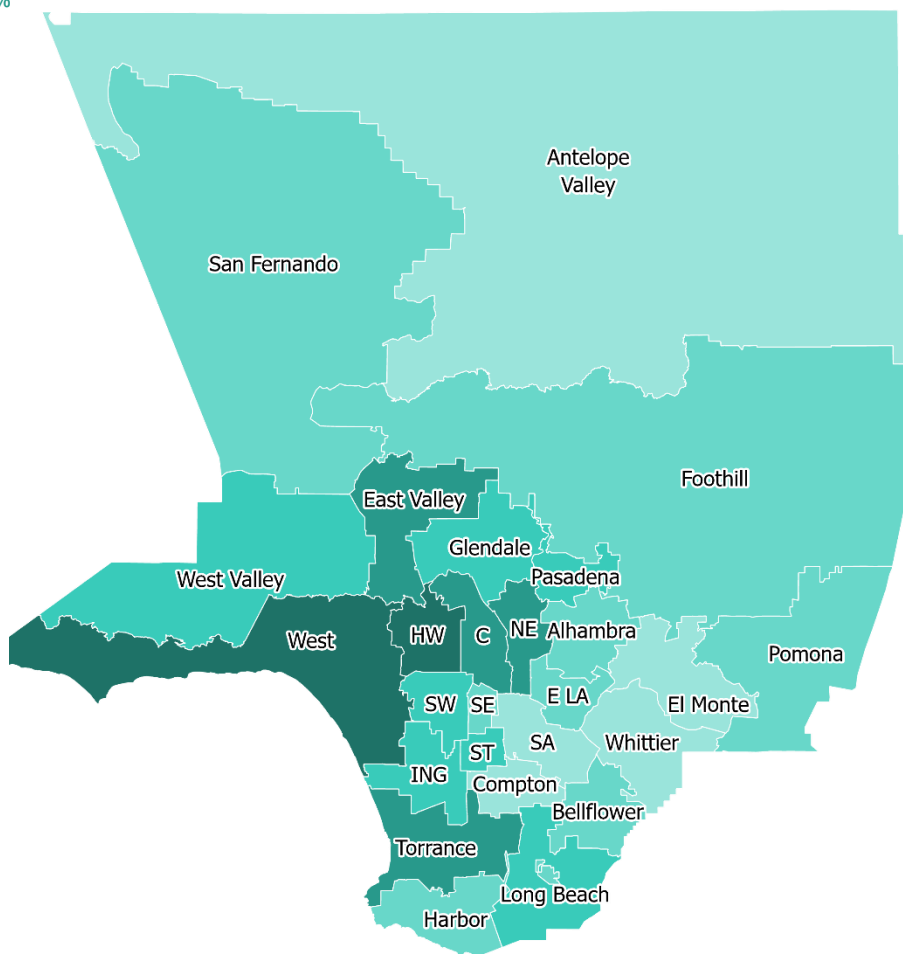 %
Antelope
Valley
San Fernando
Foothill
East Valley
Glendale
West Valley
Pasadena
West
HW
C
NE
Alhambra
Pomona
SW
SE
E LA
El Monte
ST
SA
Whittier
ING
Compton
Bellflower
Torrance
Long Beach
Harbor